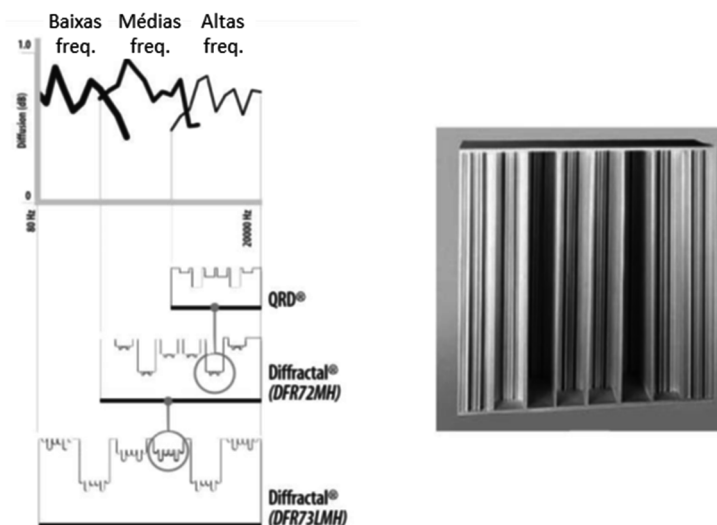 Baixas Médias Altas
freq. freq. freq.
1.0
Diffusion (dB)
0
80 Hz
20000 Hz
QRD®
Diffractal®
(DFR72MH)
Diffractal®
(DFR73LMH)